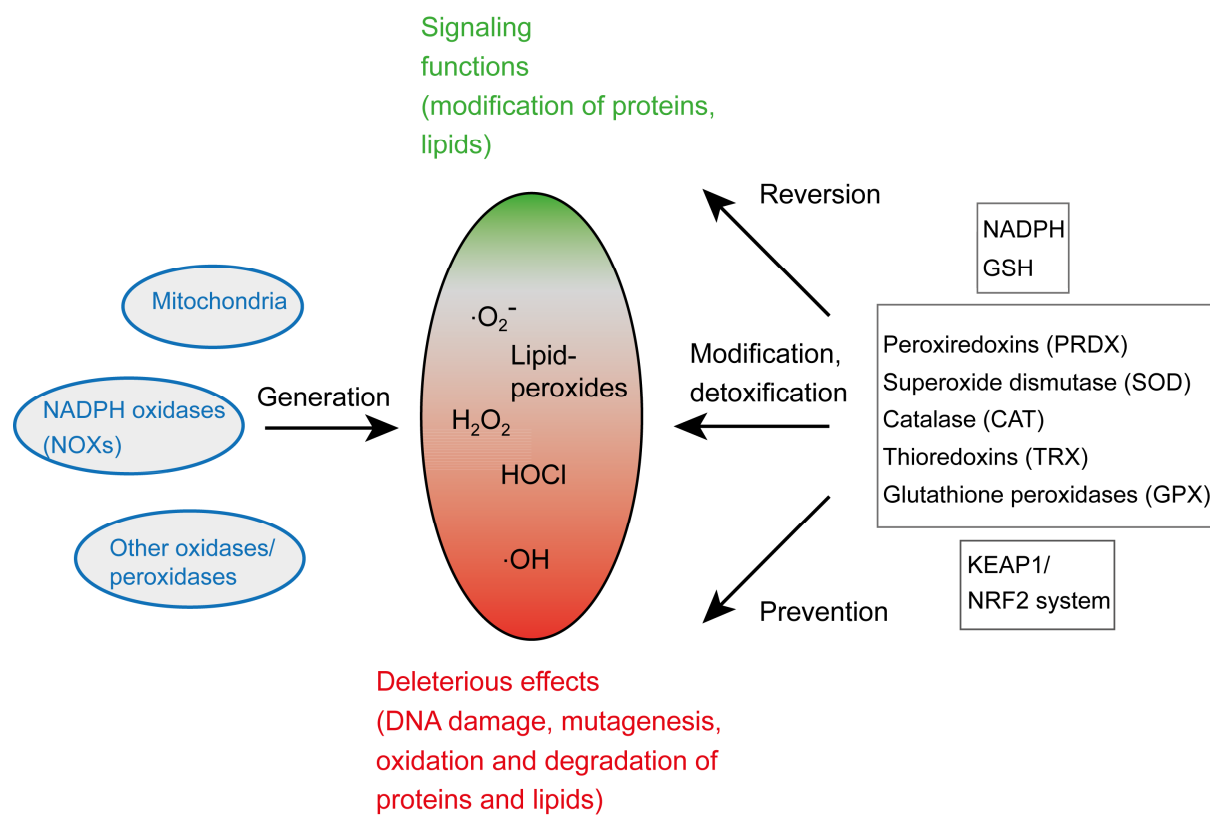 Signaling
functions
(modification of proteins,
lipids)
Mitochondria
NADPH oxidases
(NOXs)
Other oxidases/
peroxidases
Generation
·O₂⁻
Lipid-
peroxides
H₂O₂
HOCl
·OH
Reversion
Modification,
detoxification
Prevention
NADPH
GSH
Peroxiredoxins (PRDX)
Superoxide dismutase (SOD)
Catalase (CAT)
Thioredoxins (TRX)
Glutathione peroxidases (GPX)
KEAP1/
NRF2 system
Deleterious effects
(DNA damage, mutagenesis,
oxidation and degradation of
proteins and lipids)